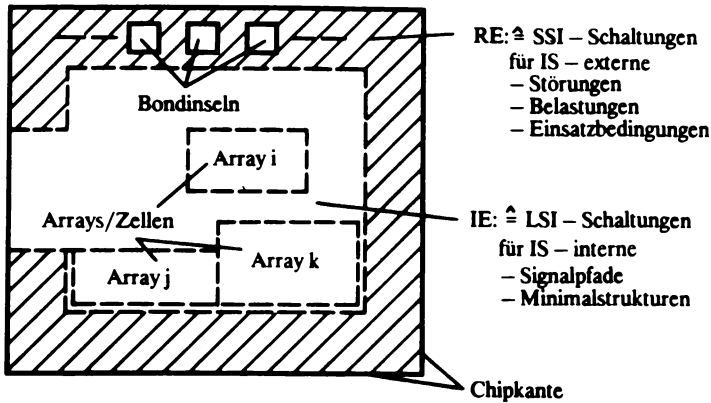 RE: ≙ SSI – Schaltungen
für IS – externe
– Störungen
– Belastungen
– Einsatzbedingungen
Bondinseln
Array i
Arrays/Zellen
Array j
Array k
IE: ≙ LSI – Schaltungen
für IS – interne
– Signalpfade
– Minimalstrukturen
Chipkante